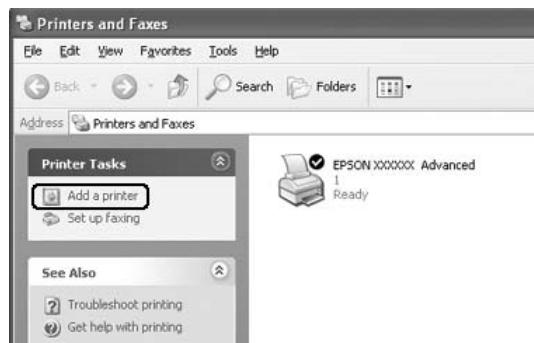 Printers and Faxes
File Edit View Favorites Tools Help
Back Search Folders
Address Printers and Faxes
Printer Tasks
Add a printer
Set up faxing
See Also
Troubleshoot printing
Get help with printing
EPSON XXXXXX Advanced
1
Ready